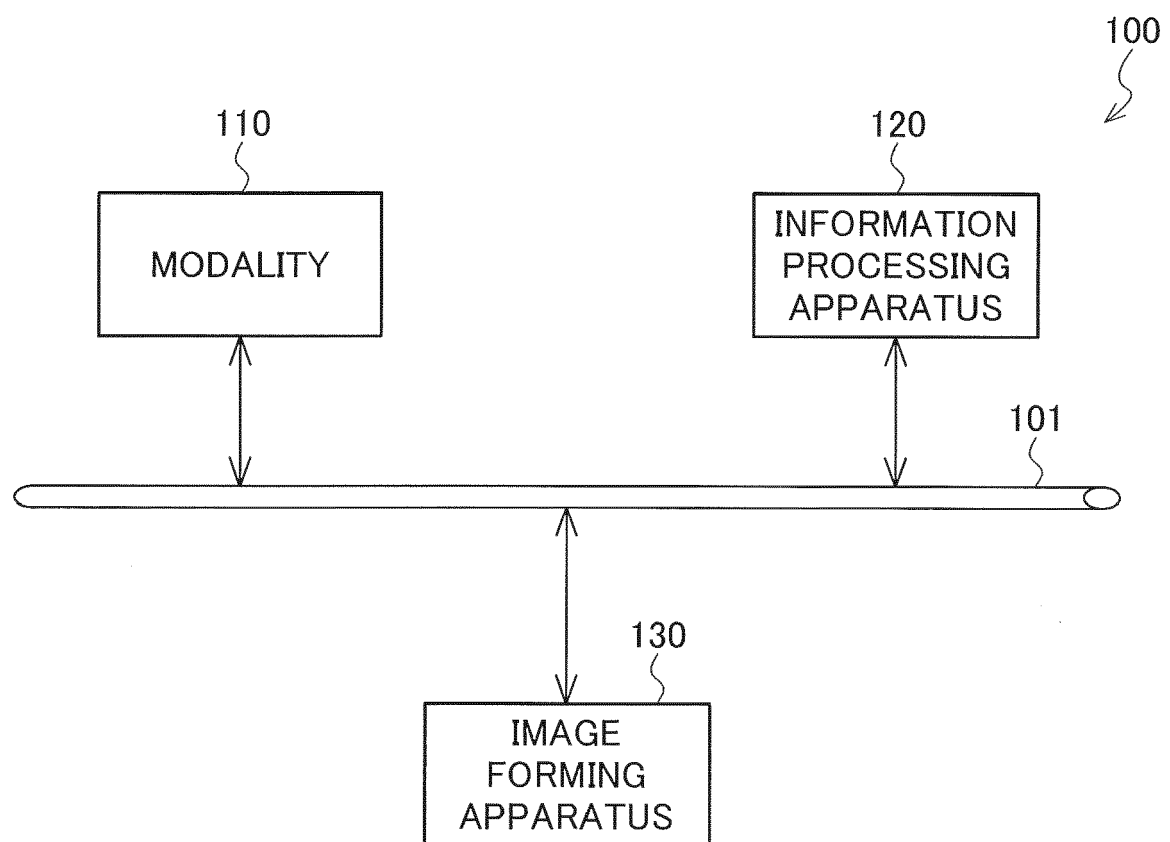 100
110
120
MODALITY
INFORMATION
PROCESSING
APPARATUS
101
130
IMAGE
FORMING
APPARATUS